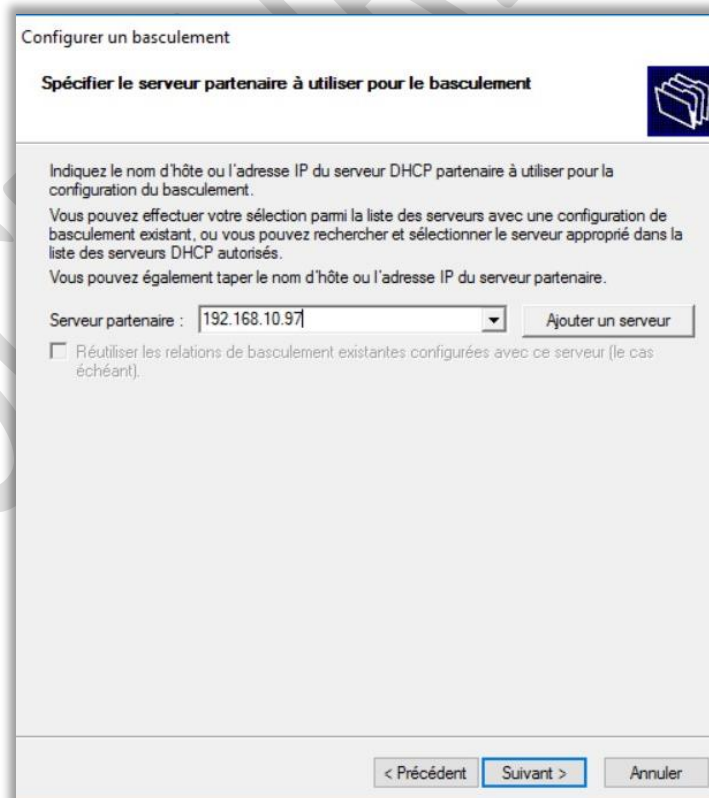 Configurer un basculement
Spécifier le serveur partenaire à utiliser pour le basculement
Indiquez le nom d'hôte ou l'adresse IP du serveur DHCP partenaire à utiliser pour la
configuration du basculement.
Vous pouvez effectuer votre sélection parmi la liste des serveurs avec une configuration de
basculement existant, ou vous pouvez rechercher et sélectionner le serveur approprié dans la
liste des serveurs DHCP autorisés.
Vous pouvez également taper le nom d'hôte ou l'adresse IP du serveur partenaire.
Serveur partenaire : 192.168.10.97 Ajouter un serveur
Réutiliser les relations de basculement existantes configurées avec ce serveur (le cas
échéant).
< Précédent Suivant > Annuler